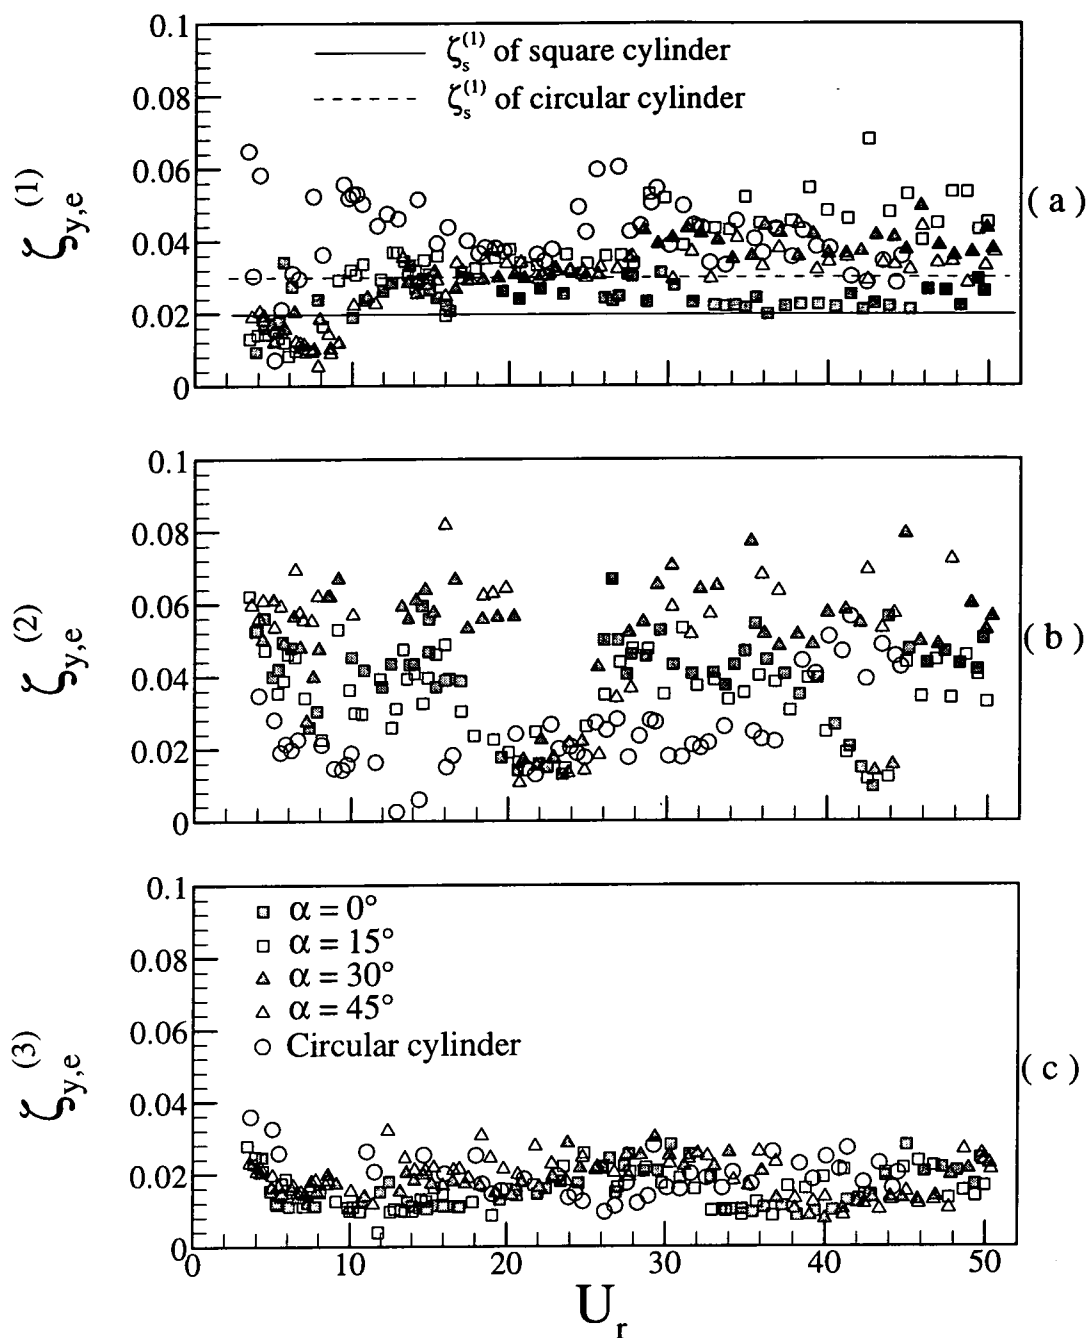 0.1
ζs(1) of square cylinder
0.08
ζs(1) of circular cylinder
0.06
ζy,e(1)
(a)
0.04
0.02
0
0.1
0.08
0.06
ζy,e(2)
(b)
0.04
0.02
0
0.1
α = 0°
0.08
α = 15°
α = 30°
0.06
α = 45°
Circular cylinder
ζy,e(3)
(c)
0.04
0.02
0
0 10 20 30 40 50
Ur